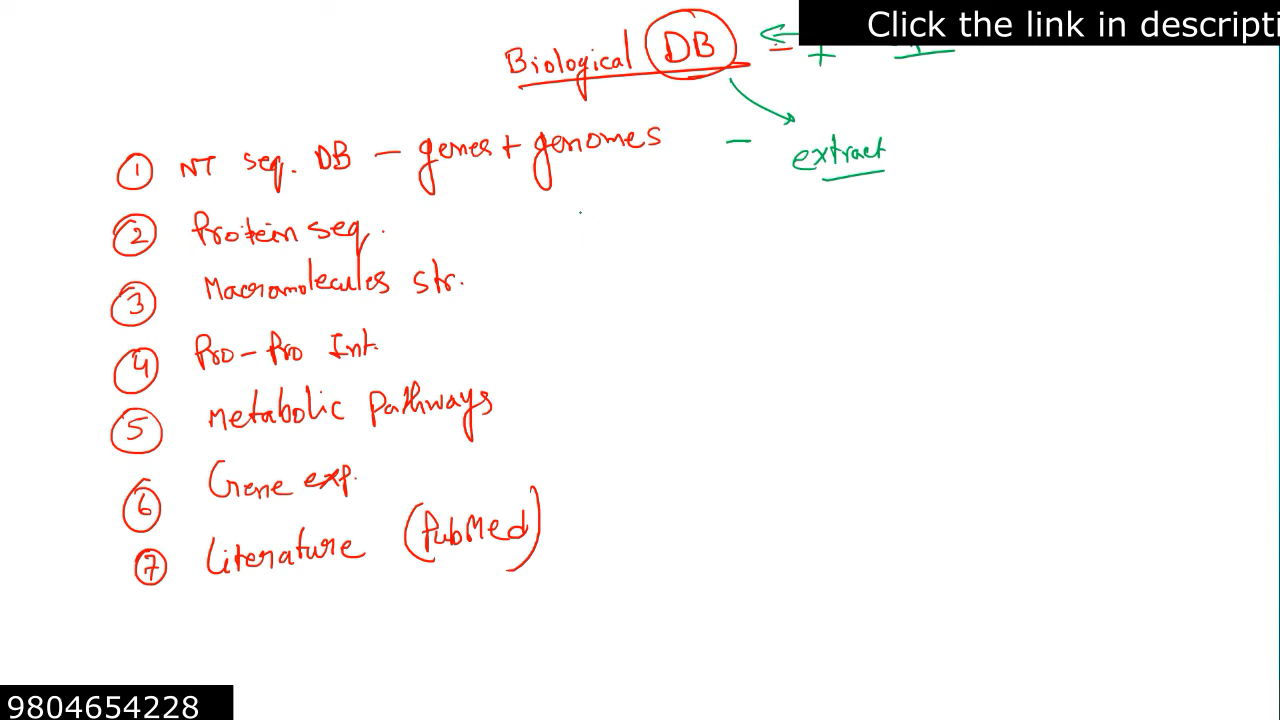 Click the link in descripti
Biological DB
+
extract
① NT seq. DB - genes + genomes -
② Protein seq.
③ Macromolecules str.
④ Pro-Pro Int.
⑤ Metabolic Pathways
⑥ Gene exp.
⑦ Literature (PubMed)
9804654228